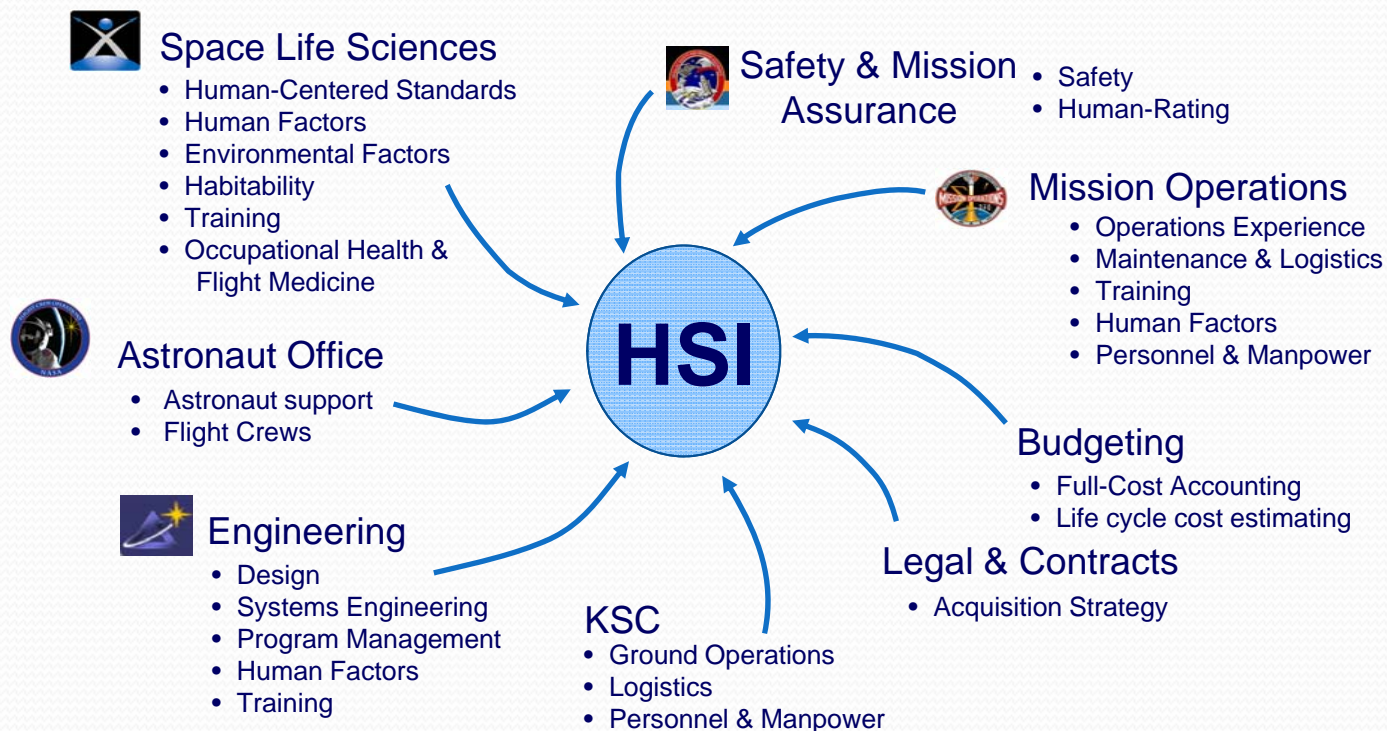 Space Life Sciences
• Human-Centered Standards
• Human Factors
• Environmental Factors
• Habitability
• Training
• Occupational Health &
Flight Medicine
Safety & Mission
Assurance
• Safety
• Human-Rating
Mission Operations
• Operations Experience
• Maintenance & Logistics
• Training
• Human Factors
• Personnel & Manpower
HSI
Astronaut Office
• Astronaut support
• Flight Crews
Budgeting
• Full-Cost Accounting
• Life cycle cost estimating
Engineering
• Design
• Systems Engineering
• Program Management
• Human Factors
• Training
KSC
• Ground Operations
• Logistics
• Personnel & Manpower
Legal & Contracts
• Acquisition Strategy
MISSION OPERATIONS
NASA